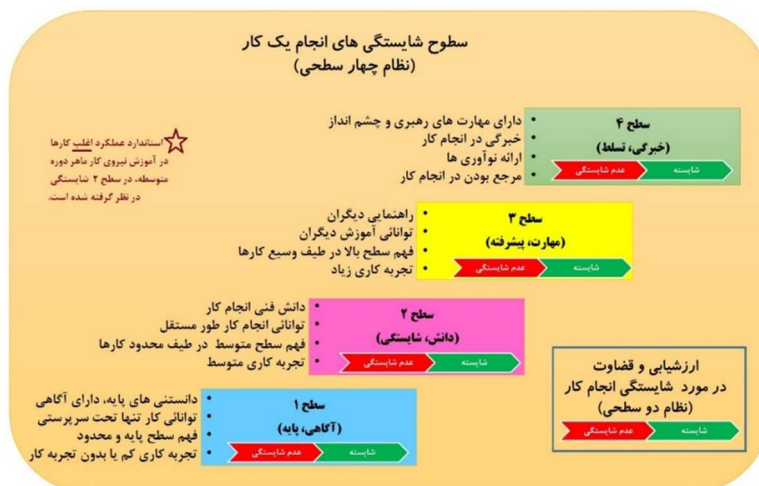 سطوح شایستگی های انجام یک کار
(نظام چهار سطحی)
سطح ۴
(خبرگی، تسلط)
عدم شایستگی
شایسته
دارای مهارت های رهبری و چشم انداز
خبرگی در انجام کار
ارائه نوآوری ها
مرجع بودن در انجام کار
استاندارد عملکرد اغلب کارها
در آموزش نیروی کار ماهر دوره
متوسطه، در سطح ۲ شایستگی
در نظر گرفته شده است.
سطح ۳
(مهارت، پیشرفته)
عدم شایستگی
شایسته
راهنمایی دیگران
توانائی آموزش دیگران
فهم سطح بالا در طیف وسیع کارها
تجربه کاری زیاد
سطح ۲
(دانش، شایستگی)
عدم شایستگی
شایسته
دانش فنی انجام کار
توانائی انجام کار طور مستقل
فهم سطح متوسط در طیف محدود کارها
تجربه کاری متوسط
ارزشیابی و قضاوت
در مورد شایستگی انجام کار
(نظام دو سطحی)
عدم شایستگی
شایسته
سطح ۱
(آگاهی، پایه)
عدم شایستگی
شایسته
دانستنی های پایه، دارای آگاهی
توانائی کار تنها تحت سرپرستی
فهم سطح پایه و محدود
تجربه کاری کم یا بدون تجربه کار